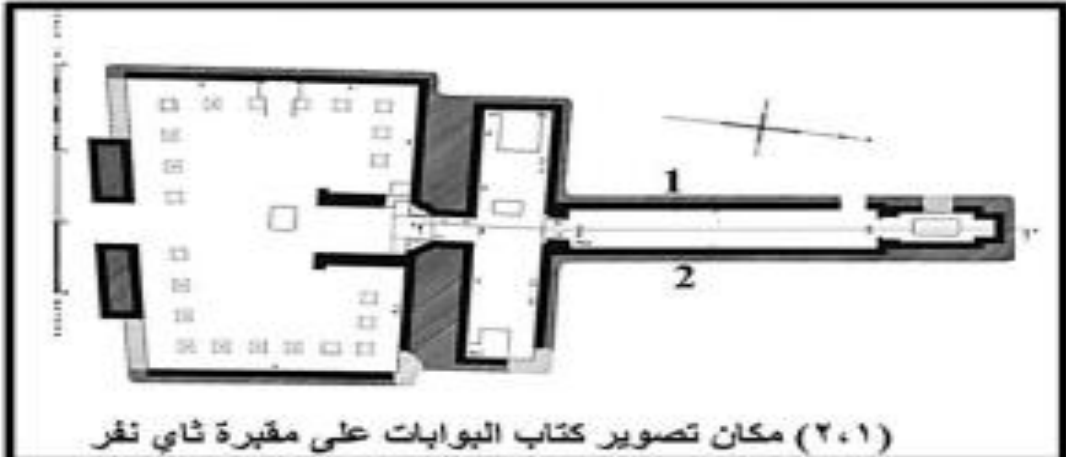 1
2
(٢،١) مكان تصوير كتاب البوابات على مقبرة ثاي نفر